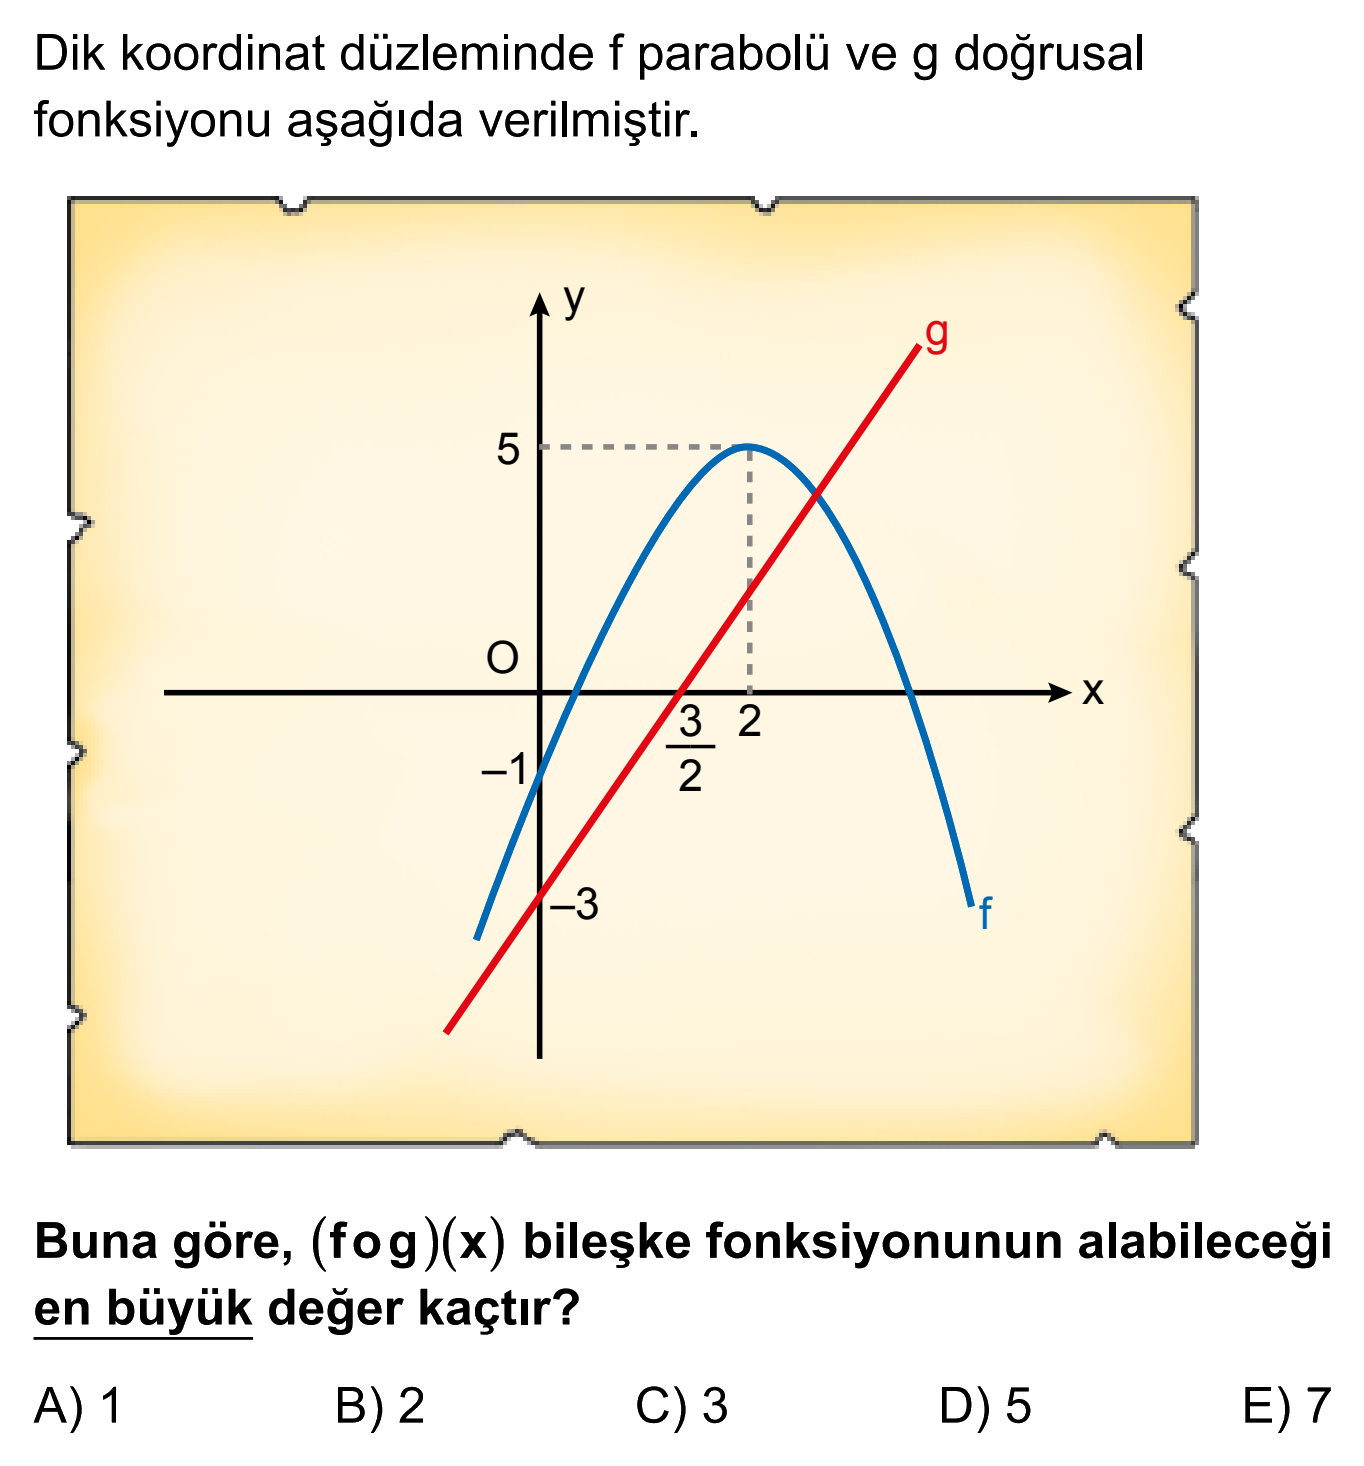 Dik koordinat düzleminde f parabolü ve g doğrusal
fonksiyonu aşağıda verilmiştir.
y
g
5
O
x
3/2 2
–1
–3
f
Buna göre, (fog)(x) bileşke fonksiyonunun alabileceği
en büyük değer kaçtır?
A) 1 B) 2 C) 3 D) 5 E) 7